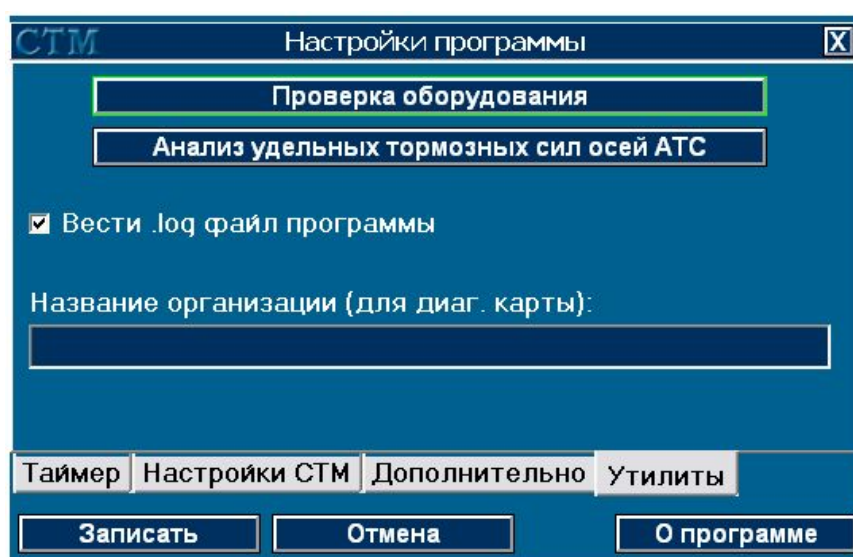 СТМ Настройки программы X
Проверка оборудования
Анализ удельных тормозных сил осей АТС
Вести .log файл программы
Название организации (для диаг. карты):
Таймер Настройки СТМ Дополнительно Утилиты
Записать Отмена О программе